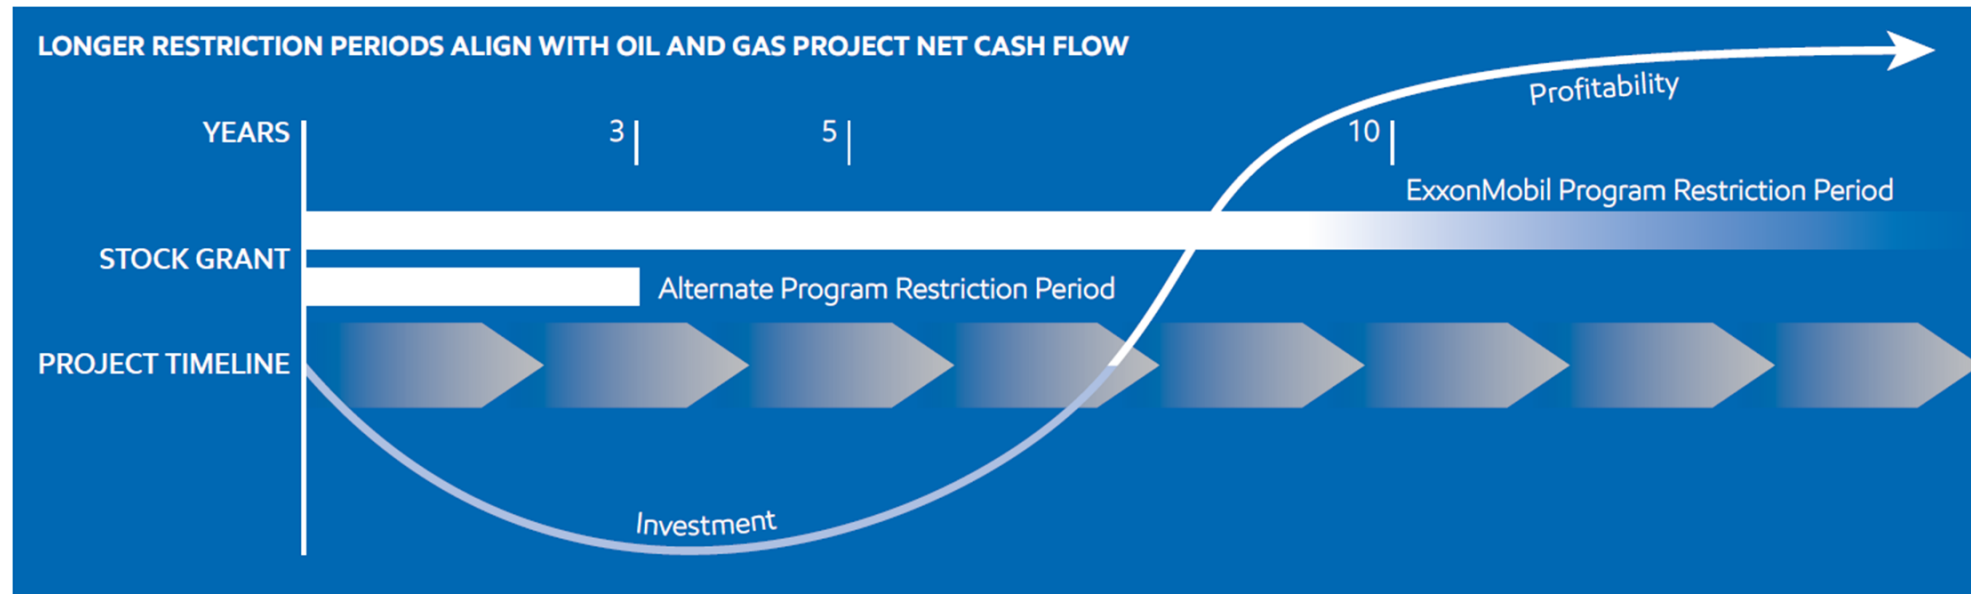 LONGER RESTRICTION PERIODS ALIGN WITH OIL AND GAS PROJECT NET CASH FLOW
Profitability
YEARS 3 5 10
ExxonMobil Program Restriction Period
STOCK GRANT
Alternate Program Restriction Period
PROJECT TIMELINE
Investment